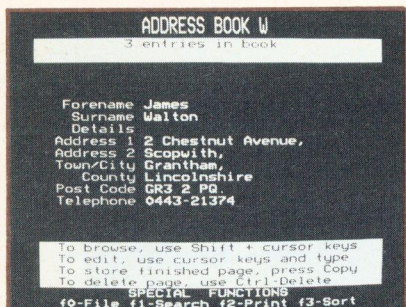 ADDRESS BOOK W
3 entries in book
Forename James
Surname Walton
Details
Address 1 2 Chestnut Avenue,
Address 2 Scopwith,
Town/City Grantham,
County Lincolnshire
Post Code GR3 2 PQ.
Telephone 0443-21374
To browse, use Shift + cursor keys
To edit, use cursor keys and type
To store finished page, press Copy
To delete page, use Ctrl-Delete
SPECIAL FUNCTIONS
f0-File f1-Search f2-Print f3-Sort